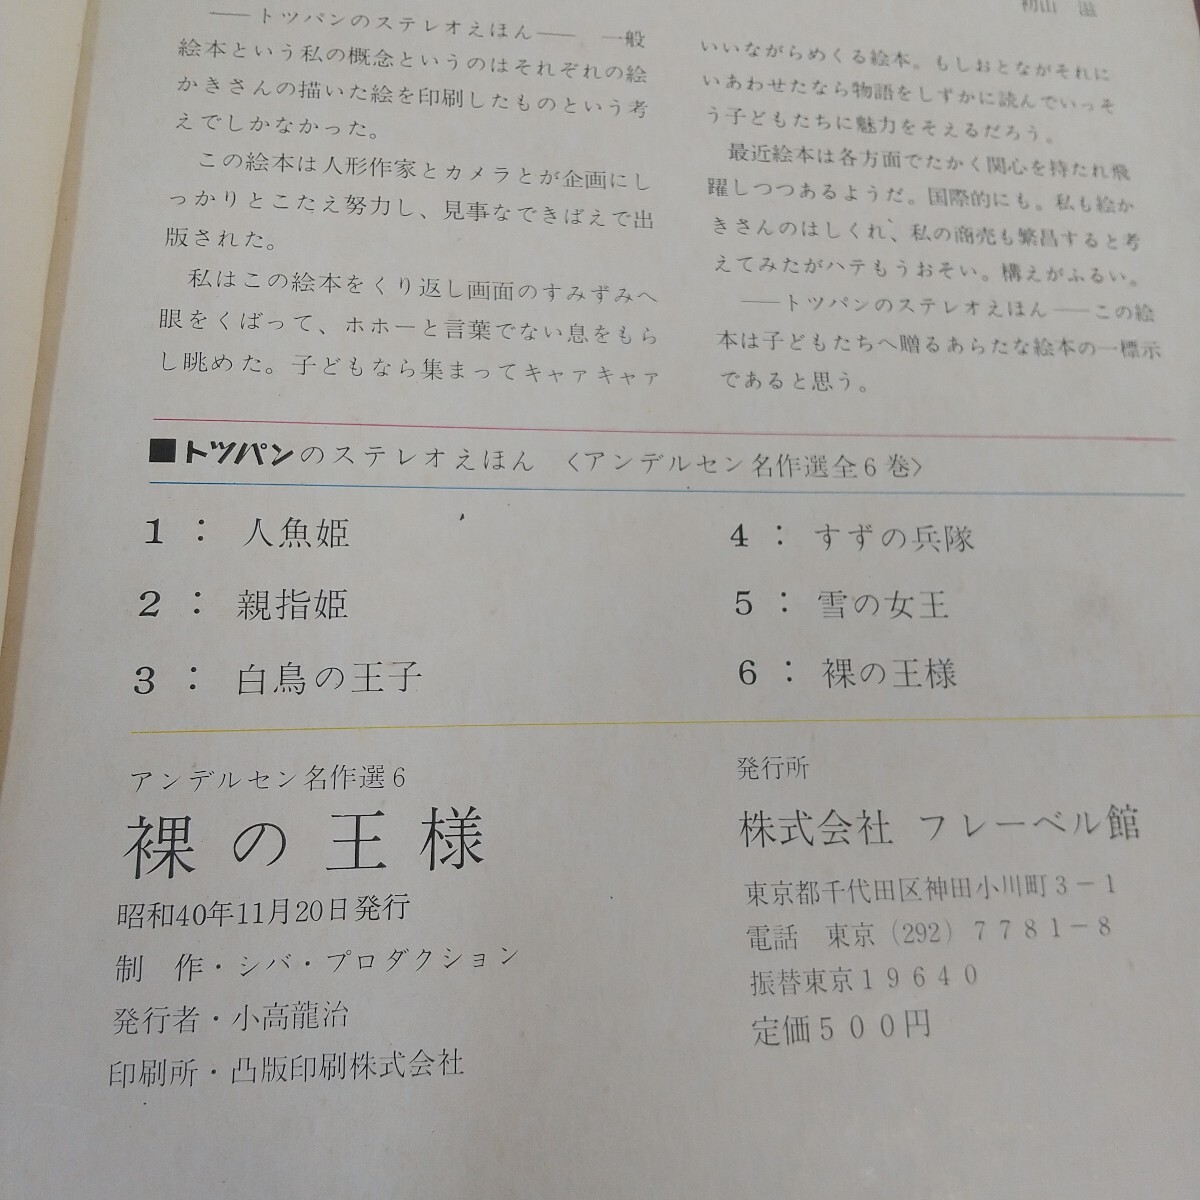 初山 滋
――トツパンのステレオえほん―― 一般
絵本という私の概念というのはそれぞれの絵
かきさんの描いた絵を印刷したものという考
えでしかなかった。
この絵本は人形作家とカメラとが企画にし
っかりとこたえ努力し、見事なできばえで出
版された。
私はこの絵本をくり返し画面のすみずみへ
眼をくばって、ホホーと言葉でない息をもら
し眺めた。子どもなら集まってキャァキャァ
いいながらめくる絵本。もしおとながそれに
いあわせたなら物語をしずかに読んでいっそ
う子どもたちに魅力をそえるだろう。
最近絵本は各方面でたかく関心を持たれ飛
躍しつつあるようだ。国際的にも。私も絵か
きさんのはしくれ、私の商売も繁昌すると考
えてみたがハテもうおそい。構えがふるい。
――トツパンのステレオえほん――この絵
本は子どもたちへ贈るあらたな絵本の一標示
であると思う。
■トツパンのステレオえほん 〈アンデルセン名作選全6巻〉
1：人魚姫
2：親指姫
3：白鳥の王子
4：すずの兵隊
5：雪の女王
6：裸の王様
アンデルセン名作選6
裸の王様
昭和40年11月20日発行
制 作・シバ・プロダクション
発行者・小高龍治
印刷所・凸版印刷株式会社
発行所
株式会社 フレーベル館
東京都千代田区神田小川町3－1
電話 東京（292）7781－8
振替東京19640
定価500円